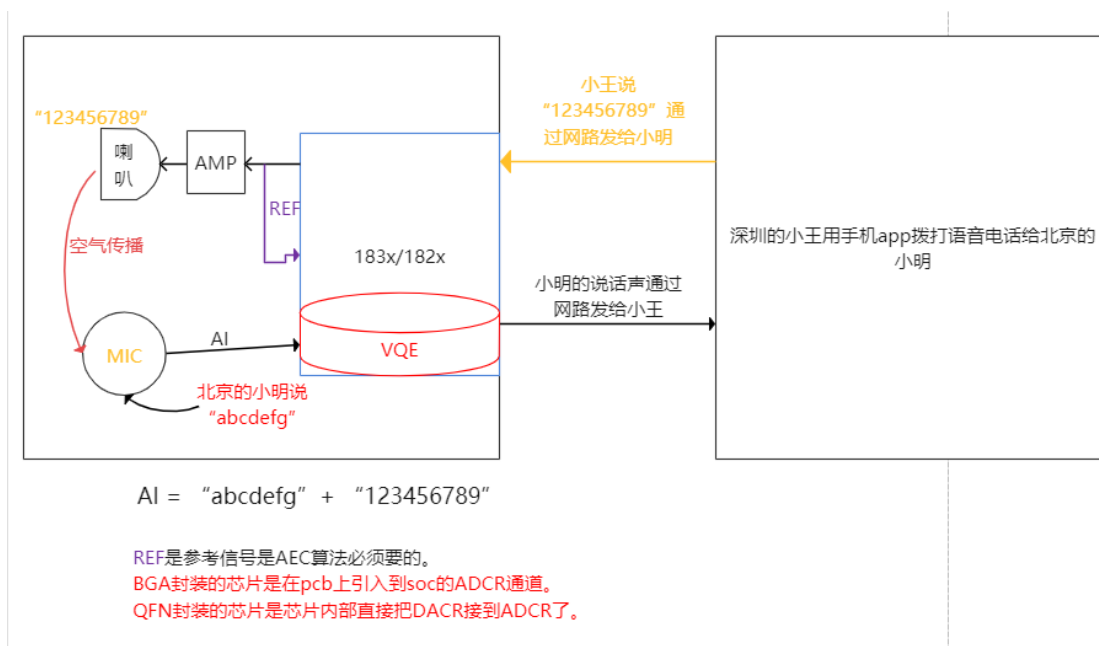 小王说
“123456789”通
过网路发给小明
“123456789”
喇
叭
AMP
REF
空气传播
183x/182x
深圳的小王用手机app拨打语音电话给北京的
小明
小明的说话声通过
网路发给小王
AI
MIC
VQE
北京的小明说
“abcdefg”
AI = “abcdefg” + “123456789”
REF是参考信号是AEC算法必须要的。
BGA封装的芯片是在pcb上引入到soc的ADCR通道。
QFN封装的芯片是芯片内部直接把DACR接到ADCR了。